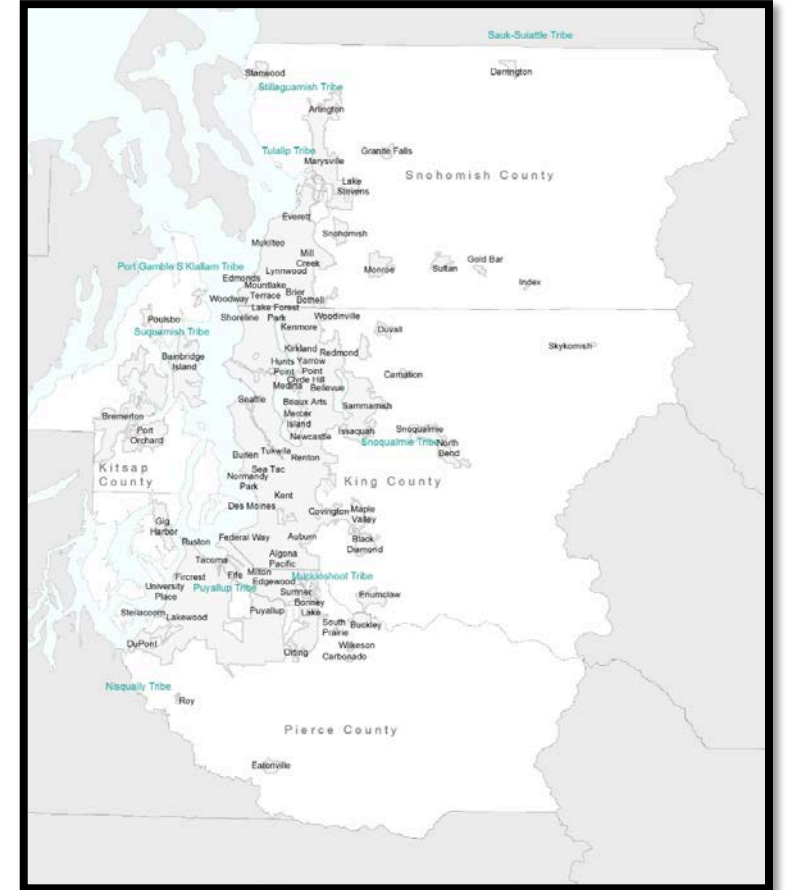 Sauk-Suiattle Tribe
Stanwood
Darrington
Stillaguamish Tribe
Arlington
Tulalip Tribe
Granite Falls
Marysville
Snohomish County
Lake
Stevens
Everett
Snohomish
Mukilteo
Mill
Creek
Gold Bar
Port Gamble S'Klallam Tribe
Lynnwood
Monroe
Sultan
Edmonds
Index
Mountlake
Terrace
Brier
Woodway
Bothell
Lake Forest
Park
Poulsbo
Shoreline
Woodinville
Kenmore
Suquamish Tribe
Duvall
Skykomish
Kirkland
Redmond
Bainbridge
Island
Hunts
Point
Yarrow
Point
Carnation
Clyde Hill
Medina
Bellevue
Seattle
Beaux Arts
Sammamish
Bremerton
Mercer
Island
Port
Orchard
Issaquah
Snoqualmie
Newcastle
Snoqualmie Tribe
North
Bend
Burien
Tukwila
Renton
Kitsap
County
Sea Tac
Normandy
Park
King County
Kent
Des Moines
Covington
Maple
Valley
Gig
Harbor
Ruston
Federal Way
Auburn
Black
Diamond
Algona
Pacific
Tacoma
Fircrest
Fife
Milton
Muckleshoot Tribe
Edgewood
University
Place
Puyallup Tribe
Sumner
Enumclaw
Bonney
Lake
Steilacoom
Lakewood
Puyallup
South
Prairie
Buckley
DuPont
Wilkeson
Orting
Carbonado
Nisqually Tribe
Roy
Pierce County
Eatonville